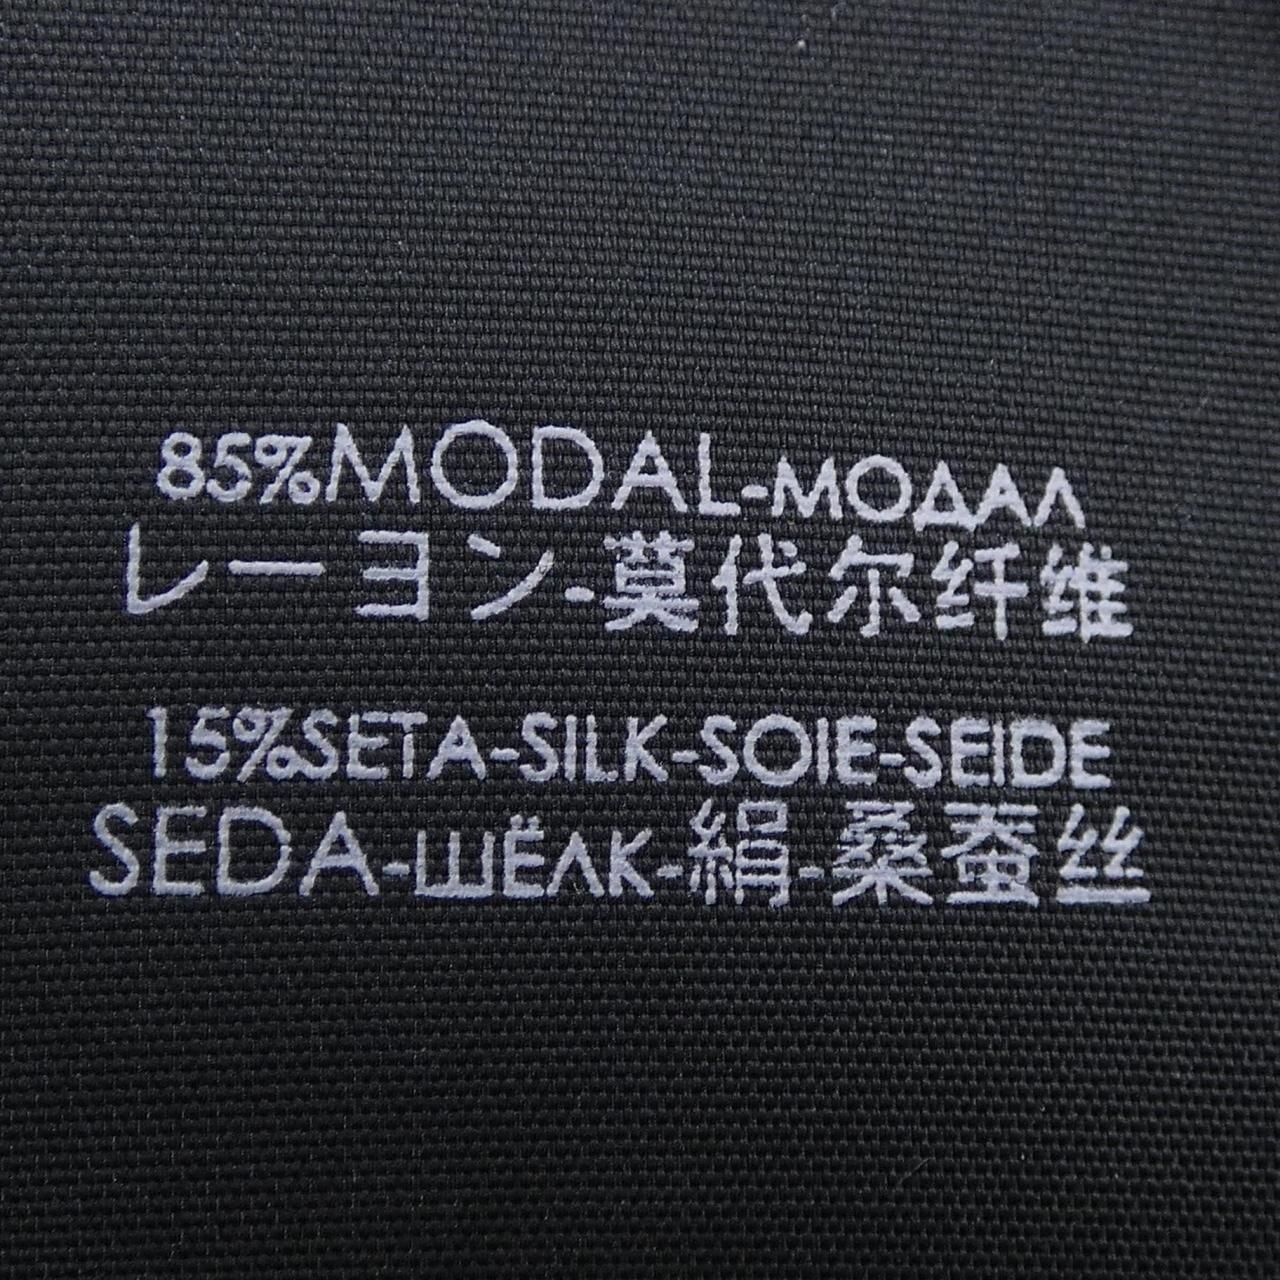 85%MODAL-МОДАЛ
レーヨン-莫代尔纤维
15%SETA-SILK-SOIE-SEIDE
SEDA-ШЁЛК-絹-桑蚕丝